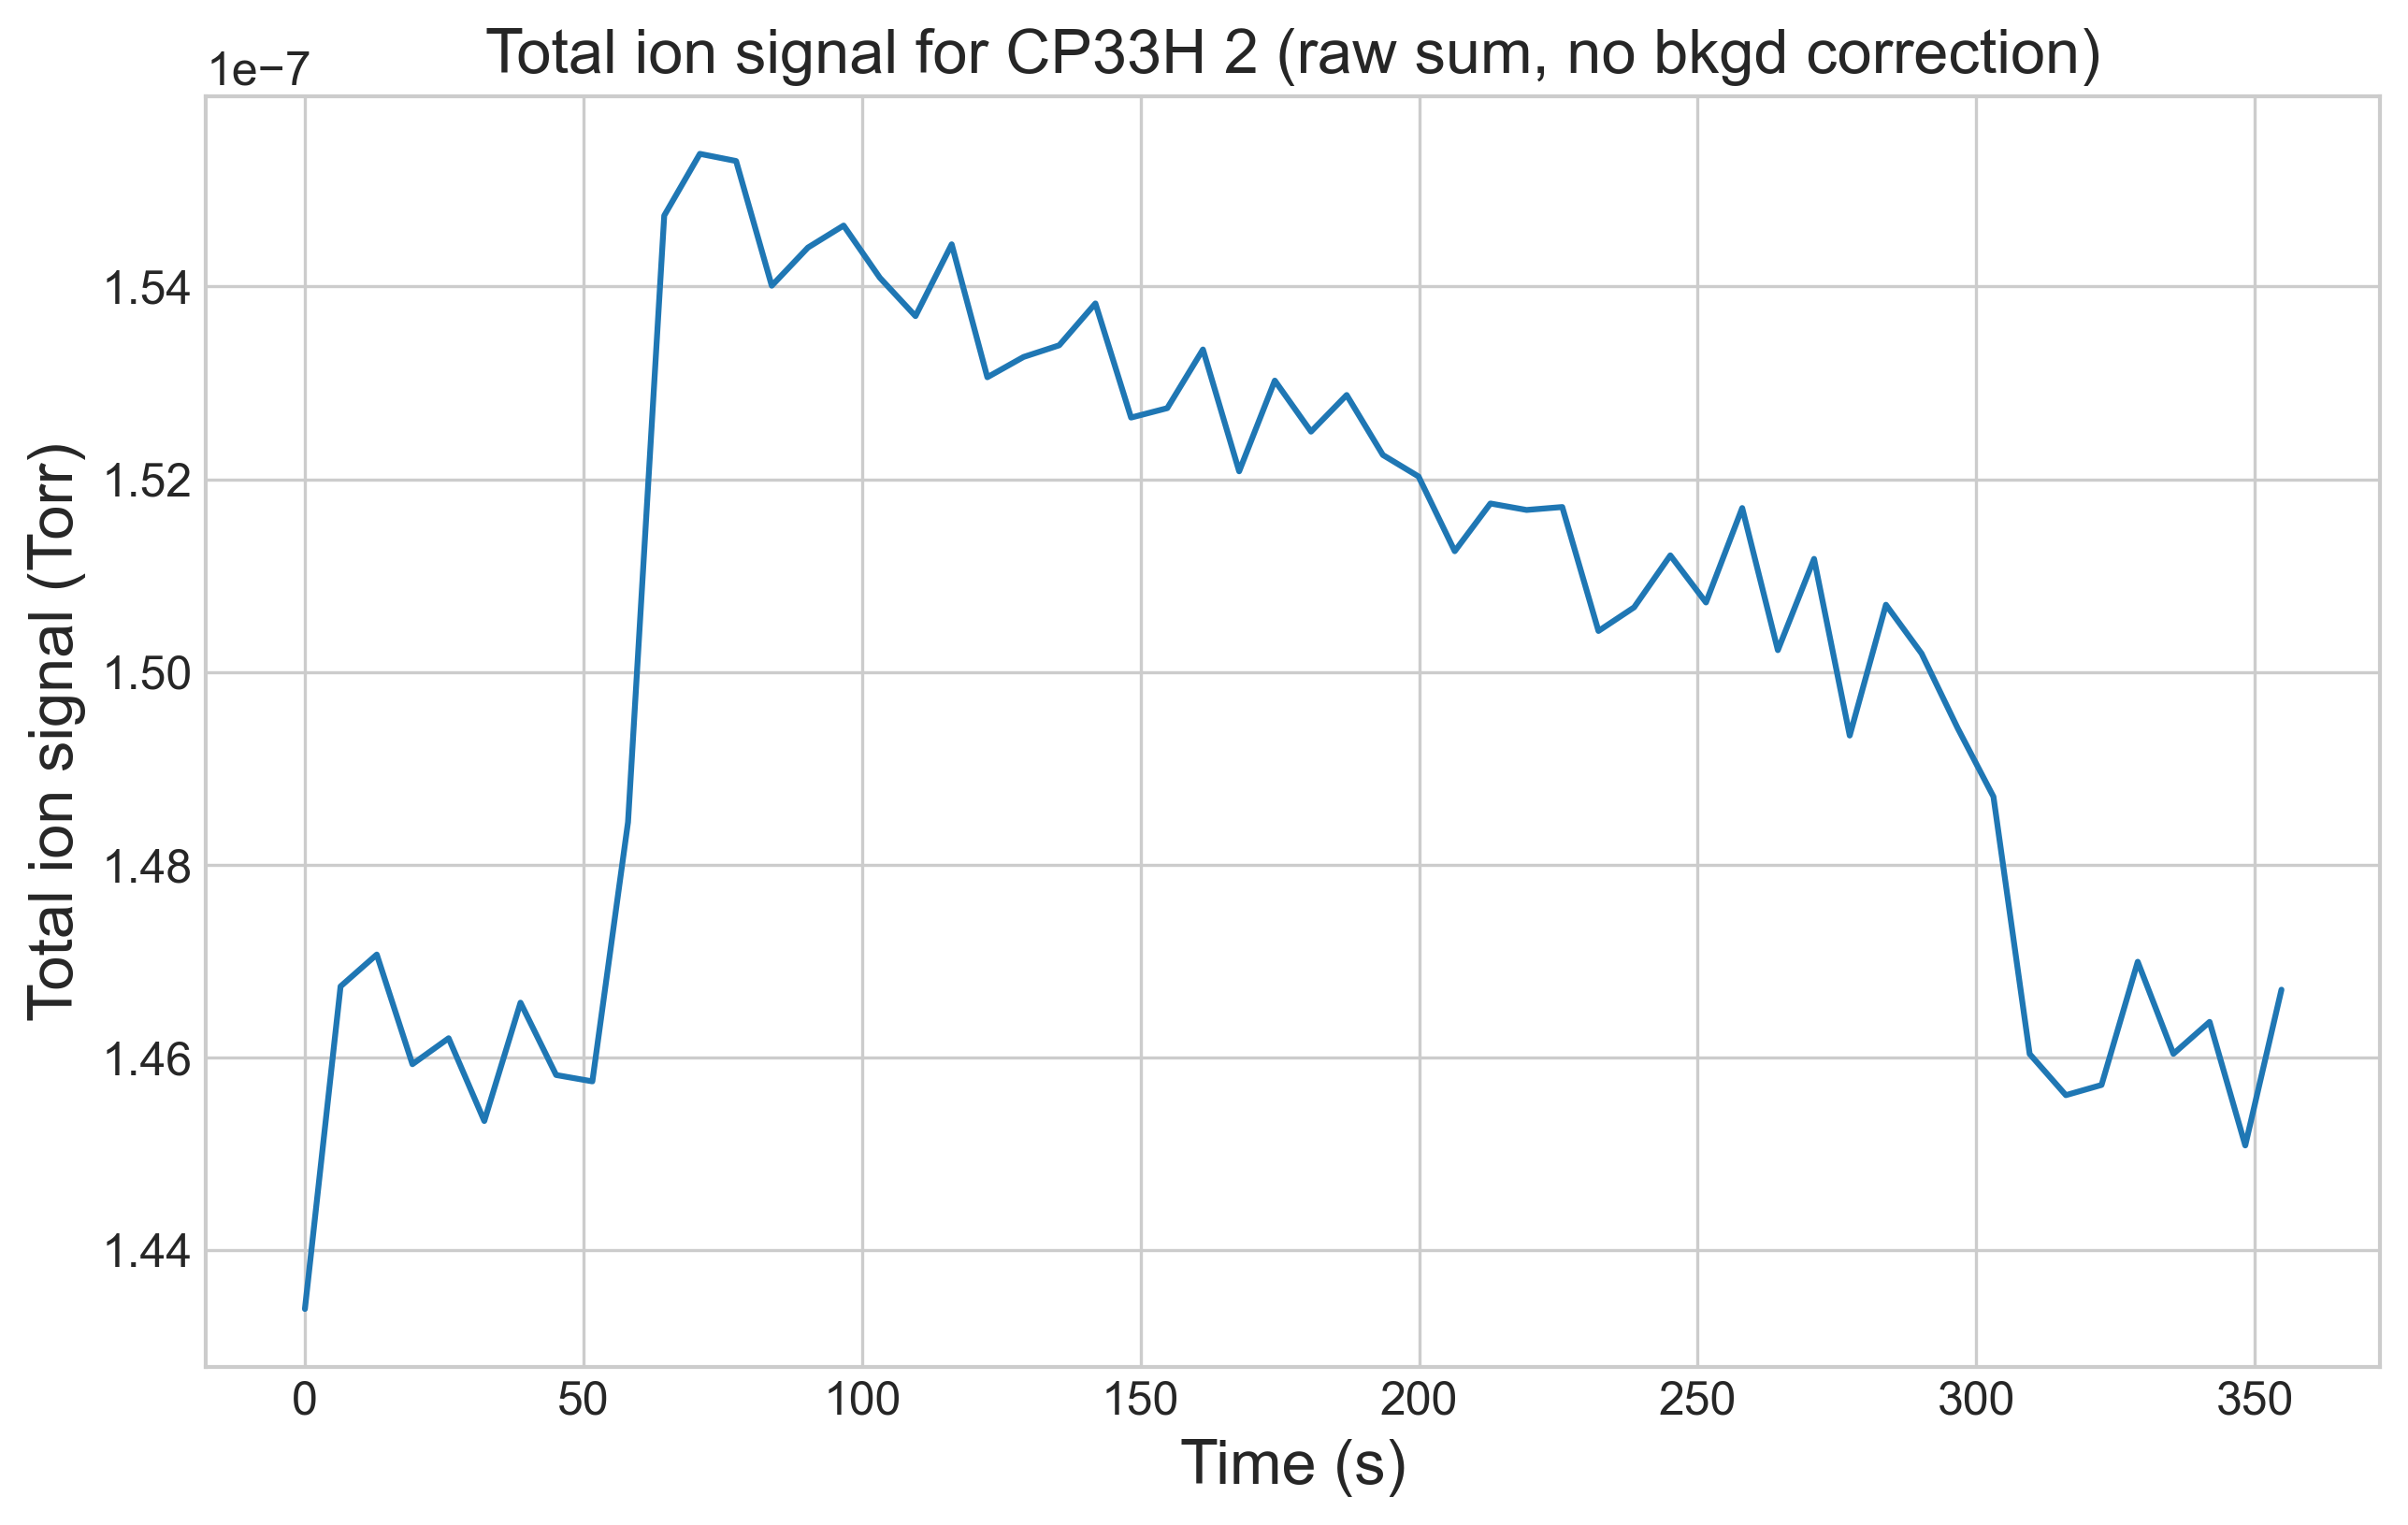 Total ion signal for CP33H 2 (raw sum, no bkgd correction)
1e−7
1.54
1.52
1.50
1.48
1.46
1.44
Total ion signal (Torr)
0 50 100 150 200 250 300 350
Time (s)